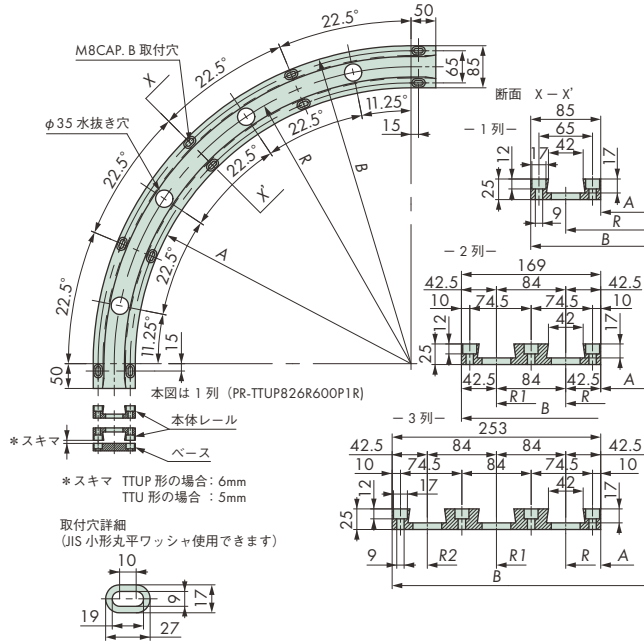 22.5°
50
M8CAP. B 取付穴
X
22.5°
65
85
φ35 水抜き穴
22.5°
11.25°
15
22.5°
R
B
22.5°
X'
A
22.5°
22.5°
11.25°
15
50
本図は 1 列（PR-TTUP826R600P1R)
本体レール
＊スキマ
ベース
＊スキマ TTUP 形の場合：6mm
TTU 形の場合 ：5mm
取付穴詳細
（JIS 小形丸平ワッシャ使用できます）
10
9
17
19
27
断面 X － X'
－1 列－
85
65
42
12
17
17
25
9
A
R
B
－2 列－
169
42.5 84 42.5
10 74.5 74.5 10
12
42
17
25
42.5 84 42.5
A
R1 R
B
－3 列－
253
42.5 84 84 42.5
10 74.5 84 74.5 10
12
17
42
17
25
9
R2 R1 R A
B